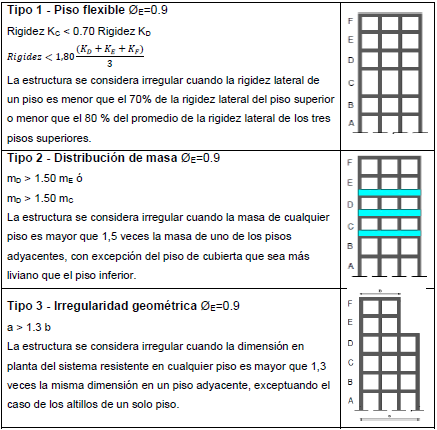 Tipo 1 - Piso flexible ØE=0.9
Rigidez KC < 0.70 Rigidez KD
Rigidez < 1,80 (KD + KE + KF) / 3
La estructura se considera irregular cuando la rigidez lateral de
un piso es menor que el 70% de la rigidez lateral del piso superior
o menor que el 80 % del promedio de la rigidez lateral de los tres
pisos superiores.
F
E
D
C
B
A
Tipo 2 - Distribución de masa ØE=0.9
mD > 1.50 mE ó
mD > 1.50 mC
La estructura se considera irregular cuando la masa de cualquier
piso es mayor que 1,5 veces la masa de uno de los pisos
adyacentes, con excepción del piso de cubierta que sea más
liviano que el piso inferior.
F
E
D
C
B
A
Tipo 3 - Irregularidad geométrica ØE=0.9
a > 1.3 b
La estructura se considera irregular cuando la dimensión en
planta del sistema resistente en cualquier piso es mayor que 1,3
veces la misma dimensión en un piso adyacente, exceptuando el
caso de los altillos de un solo piso.
b
F
E
D
C
B
A
a